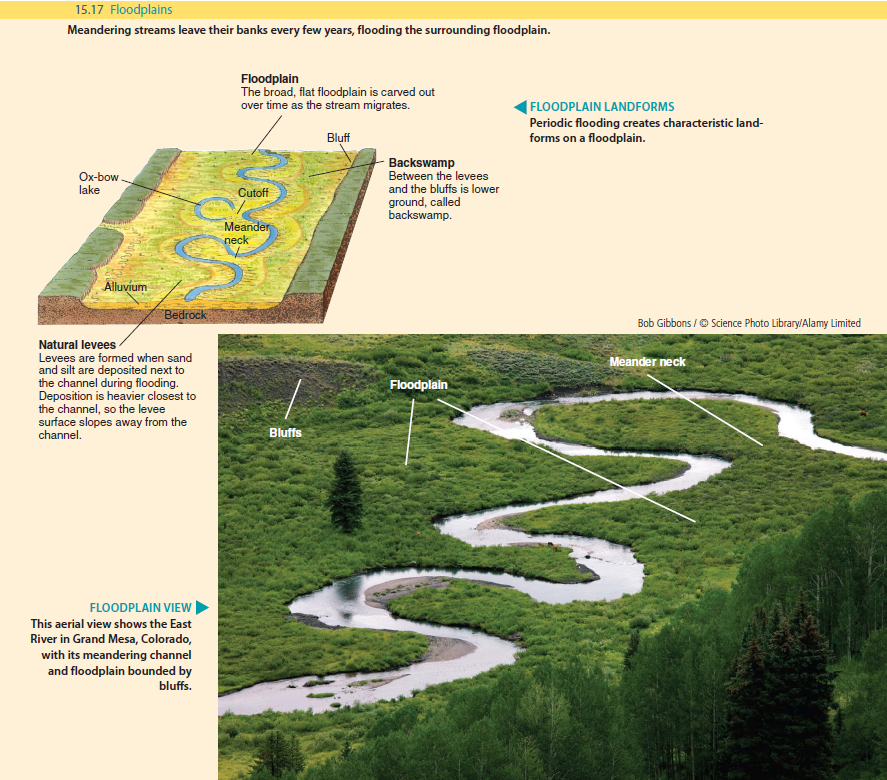 15.17 Floodplains
Meandering streams leave their banks every few years, flooding the surrounding floodplain.
Floodplain
The broad, flat floodplain is carved out
over time as the stream migrates.
FLOODPLAIN LANDFORMS
Periodic flooding creates characteristic land-
forms on a floodplain.
Bluff
Backswamp
Between the levees
and the bluffs is lower
ground, called
backswamp.
Ox-bow
lake
Cutoff
Meander
neck
Alluvium
Bedrock
Natural levees
Levees are formed when sand
and silt are deposited next to
the channel during flooding.
Deposition is heavier closest to
the channel, so the levee
surface slopes away from the
channel.
Bob Gibbons / © Science Photo Library/Alamy Limited
Meander neck
Floodplain
Bluffs
FLOODPLAIN VIEW
This aerial view shows the East
River in Grand Mesa, Colorado,
with its meandering channel
and floodplain bounded by
bluffs.